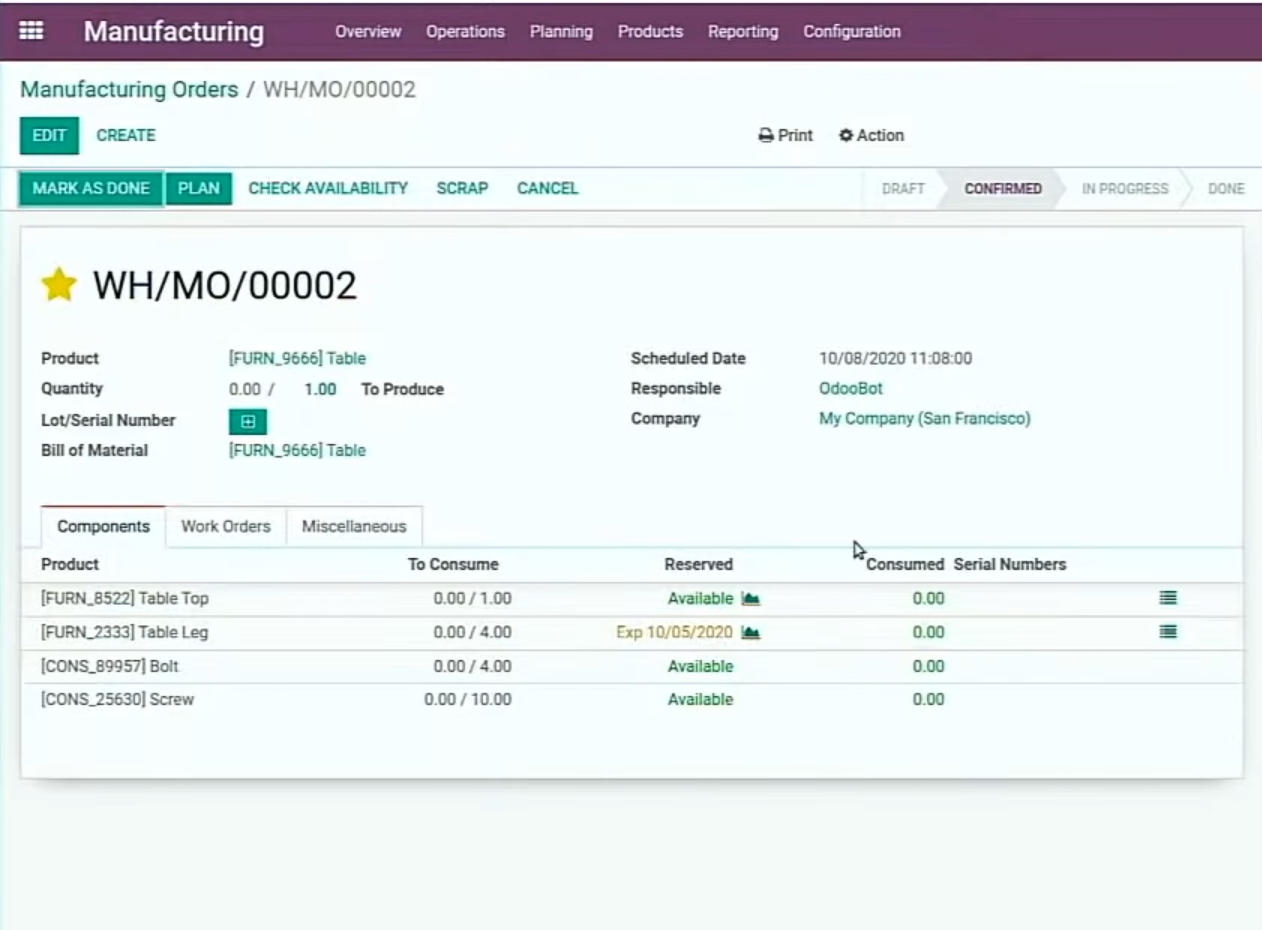 Manufacturing Overview Operations Planning Products Reporting Configuration
Manufacturing Orders / WH/MO/00002
EDIT CREATE Print Action
MARK AS DONE PLAN CHECK AVAILABILITY SCRAP CANCEL DRAFT CONFIRMED IN PROGRESS DONE
WH/MO/00002
Product [FURN_9666] Table Scheduled Date 10/08/2020 11:08:00
Quantity 0.00 / 1.00 To Produce Responsible OdooBot
Lot/Serial Number Company My Company (San Francisco)
Bill of Material [FURN_9666] Table
Components Work Orders Miscellaneous
Product To Consume Reserved Consumed Serial Numbers
[FURN_8522] Table Top 0.00 / 1.00 Available 0.00
[FURN_2333] Table Leg 0.00 / 4.00 Exp 10/05/2020 0.00
[CONS_89957] Bolt 0.00 / 4.00 Available 0.00
[CONS_25630] Screw 0.00 / 10.00 Available 0.00